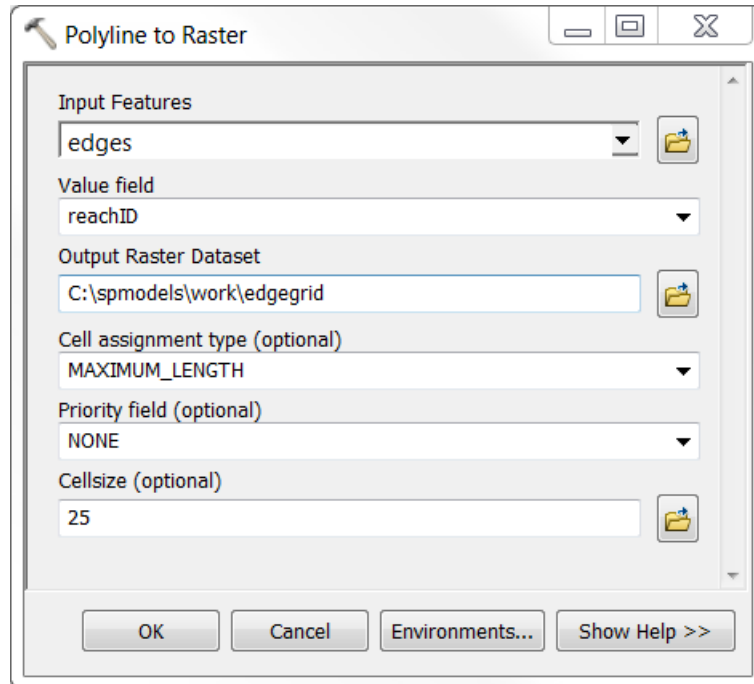 Polyline to Raster
Input Features
edges
Value field
reachID
Output Raster Dataset
C:\spmodels\work\edgegrid
Cell assignment type (optional)
MAXIMUM_LENGTH
Priority field (optional)
NONE
Cellsize (optional)
25
OK Cancel Environments... Show Help >>